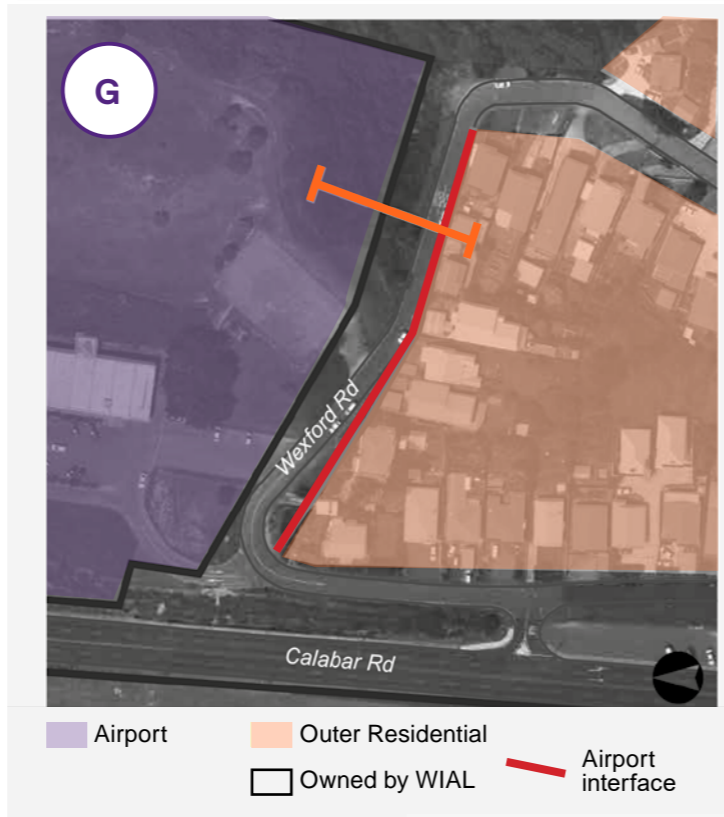 G
Wexford Rd
Calabar Rd
Airport
Outer Residential
Owned by WIAL
Airport
interface